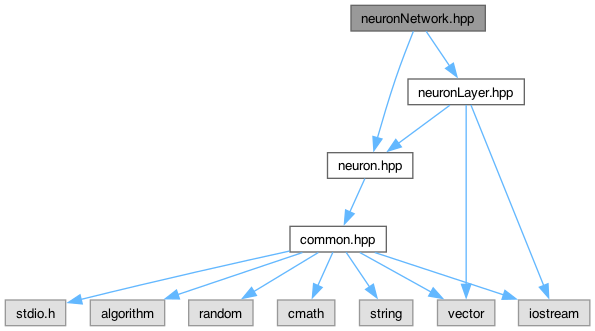 neuronNetwork.hpp
neuronLayer.hpp
neuron.hpp
common.hpp
stdio.h
algorithm
random
cmath
string
vector
iostream